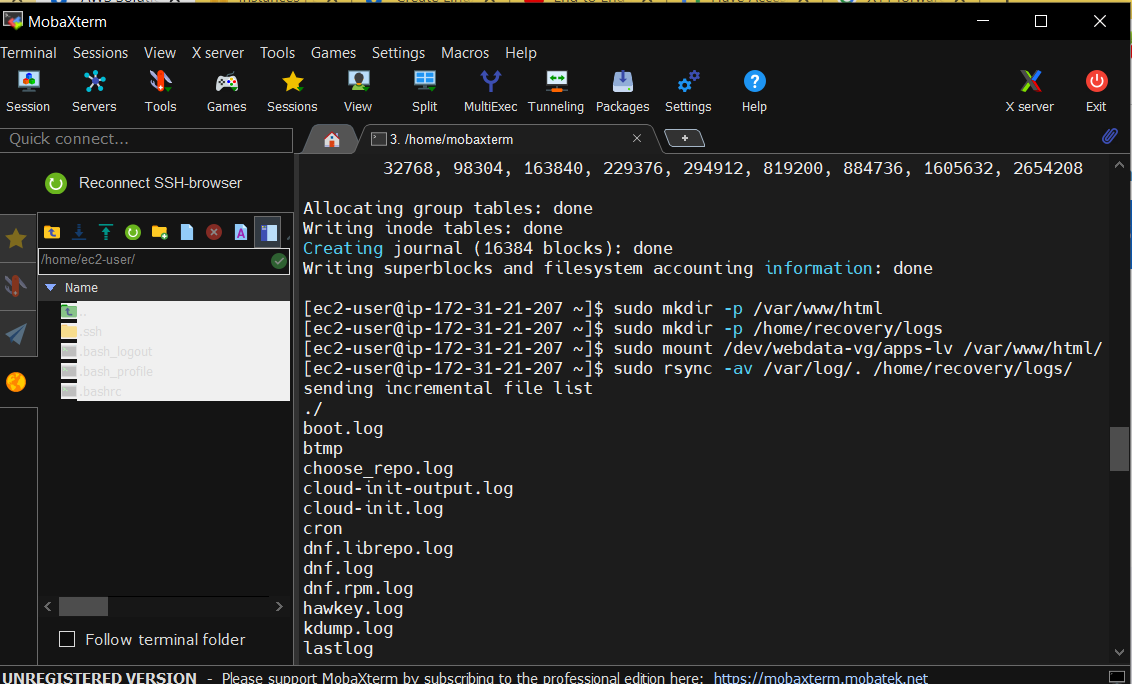 MobaXterm
Terminal Sessions View X server Tools Games Settings Macros Help
Session Servers Tools Games Sessions View Split MultiExec Tunneling Packages Settings Help X server Exit
Quick connect...
3. /home/mobaxterm
Reconnect SSH-browser
/home/ec2-user/
Name
..
.ssh
.bash_logout
.bash_profile
.bashrc
Follow terminal folder
32768, 98304, 163840, 229376, 294912, 819200, 884736, 1605632, 2654208
Allocating group tables: done
Writing inode tables: done
Creating journal (16384 blocks): done
Writing superblocks and filesystem accounting information: done
[ec2-user@ip-172-31-21-207 ~]$ sudo mkdir -p /var/www/html
[ec2-user@ip-172-31-21-207 ~]$ sudo mkdir -p /home/recovery/logs
[ec2-user@ip-172-31-21-207 ~]$ sudo mount /dev/webdata-vg/apps-lv /var/www/html/
[ec2-user@ip-172-31-21-207 ~]$ sudo rsync -av /var/log/. /home/recovery/logs/
sending incremental file list
./
boot.log
btmp
choose_repo.log
cloud-init-output.log
cloud-init.log
cron
dnf.librepo.log
dnf.log
dnf.rpm.log
hawkey.log
kdump.log
lastlog
UNREGISTERED VERSION - Please support MobaXterm by subscribing to the professional edition here: https://mobaxterm.mobatek.net